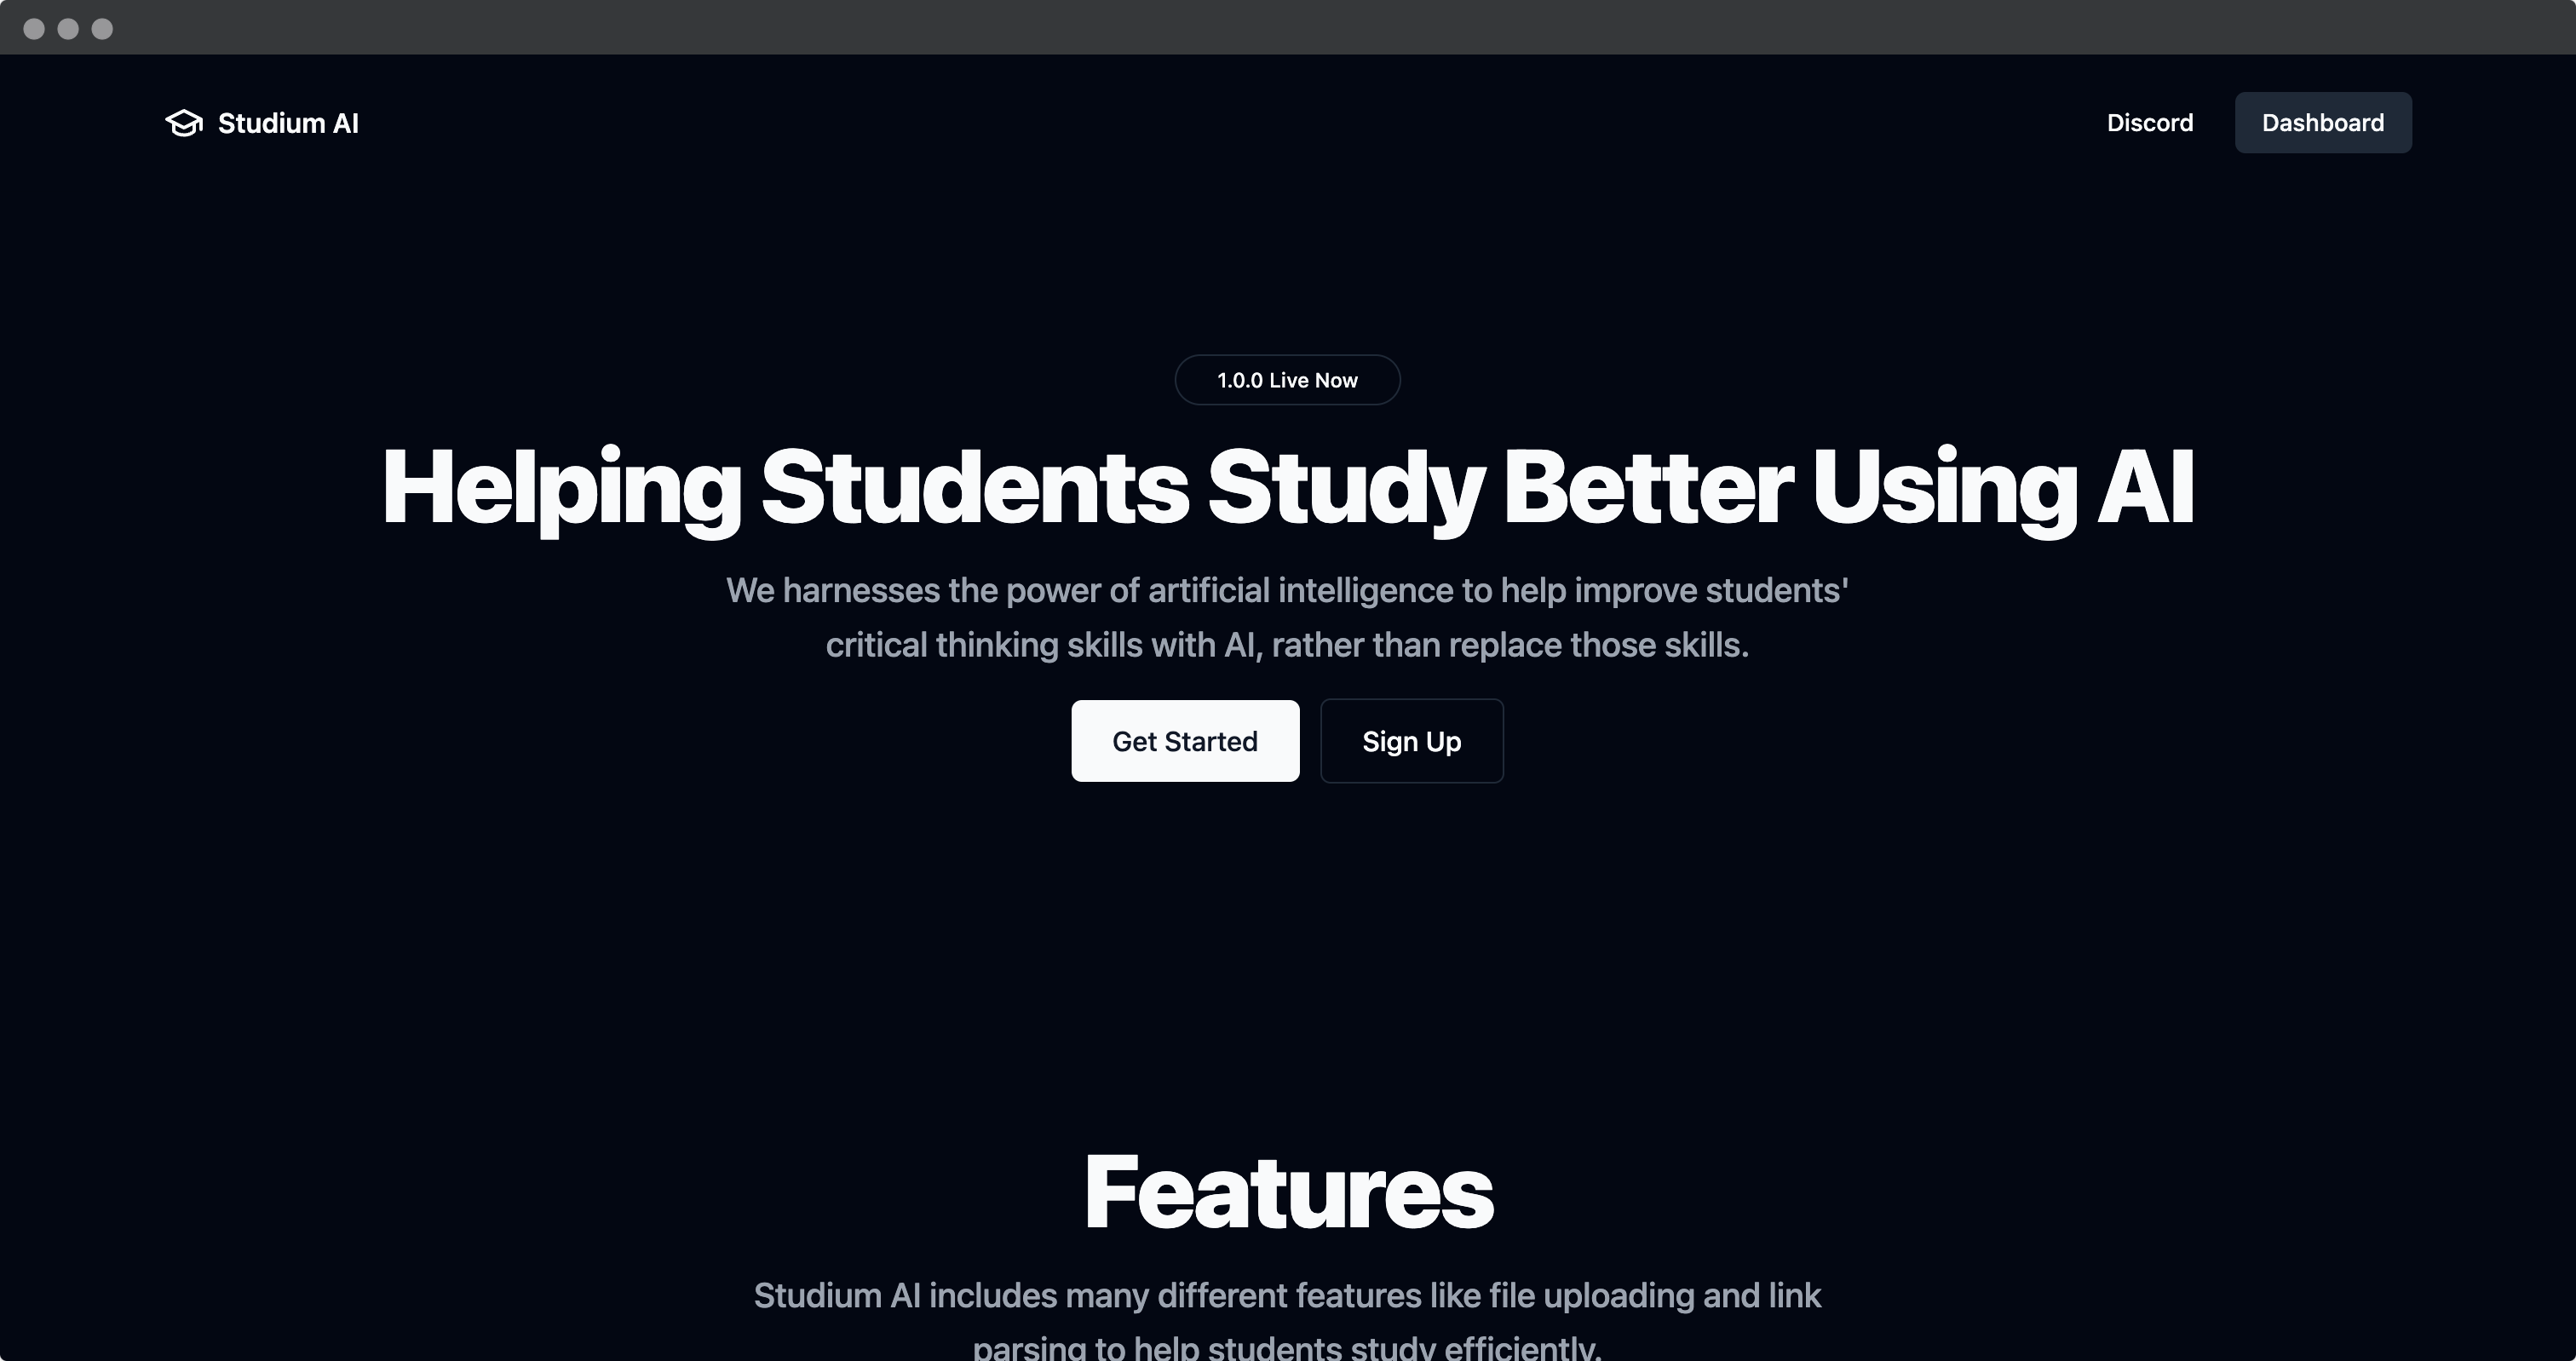 Studium AI
Discord
Dashboard
1.0.0 Live Now
Helping Students Study Better Using AI
We harnesses the power of artificial intelligence to help improve students'
critical thinking skills with AI, rather than replace those skills.
Get Started
Sign Up
Features
Studium AI includes many different features like file uploading and link
parsing to help students study efficiently.